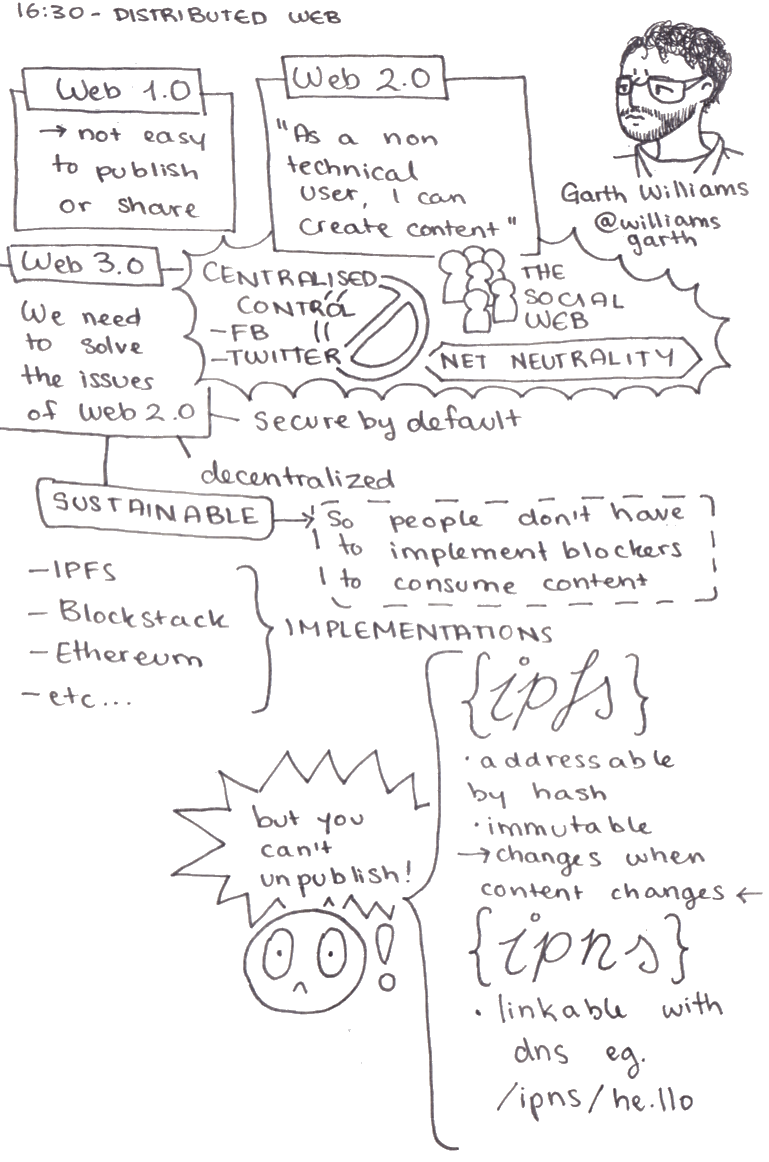 16:30 - DISTRIBUTED WEB
Web 1.0
→ not easy
to publish
or share
Web 2.0
"As a non
technical
user, I can
create content"
Garth Williams
@williams
garth
Web 3.0
We need
to solve
the issues
of Web 2.0
CENTRALISED
CONTROL
- FB
- TWITTER
THE
SOCIAL
WEB
NET NEUTRALITY
Secure by default
decentralized
SUSTAINABLE
→ So people don't have
to implement blockers
to consume content
- IPFS
- Blockstack
- Ethereum
- etc...
IMPLEMENTATIONS
{ipfs}
· addressable
by hash
· immutable
→ changes when
content changes ←
but you
can't
unpublish!
!
{ipns}
· linkable with
dns eg.
/ipns/he.llo